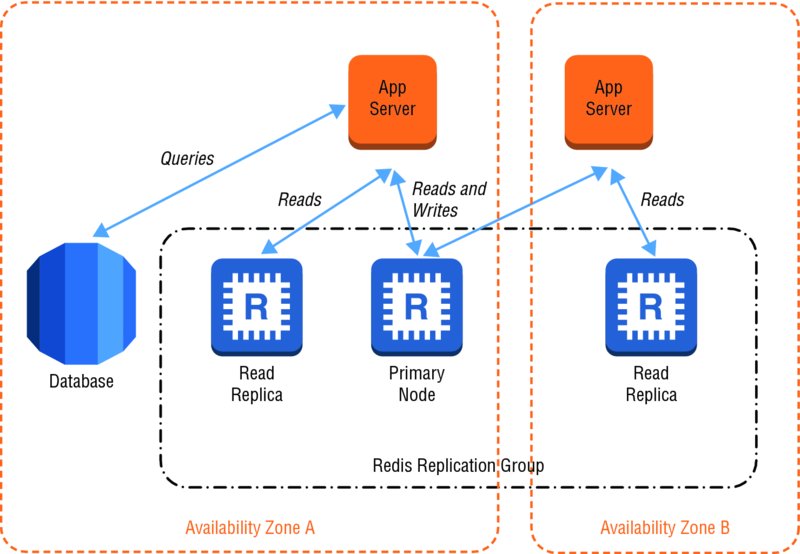 App
Server
App
Server
Queries
Reads
Reads and
Writes
Reads
R
R
R
Database
Read
Replica
Primary
Node
Read
Replica
Redis Replication Group
Availability Zone A
Availability Zone B